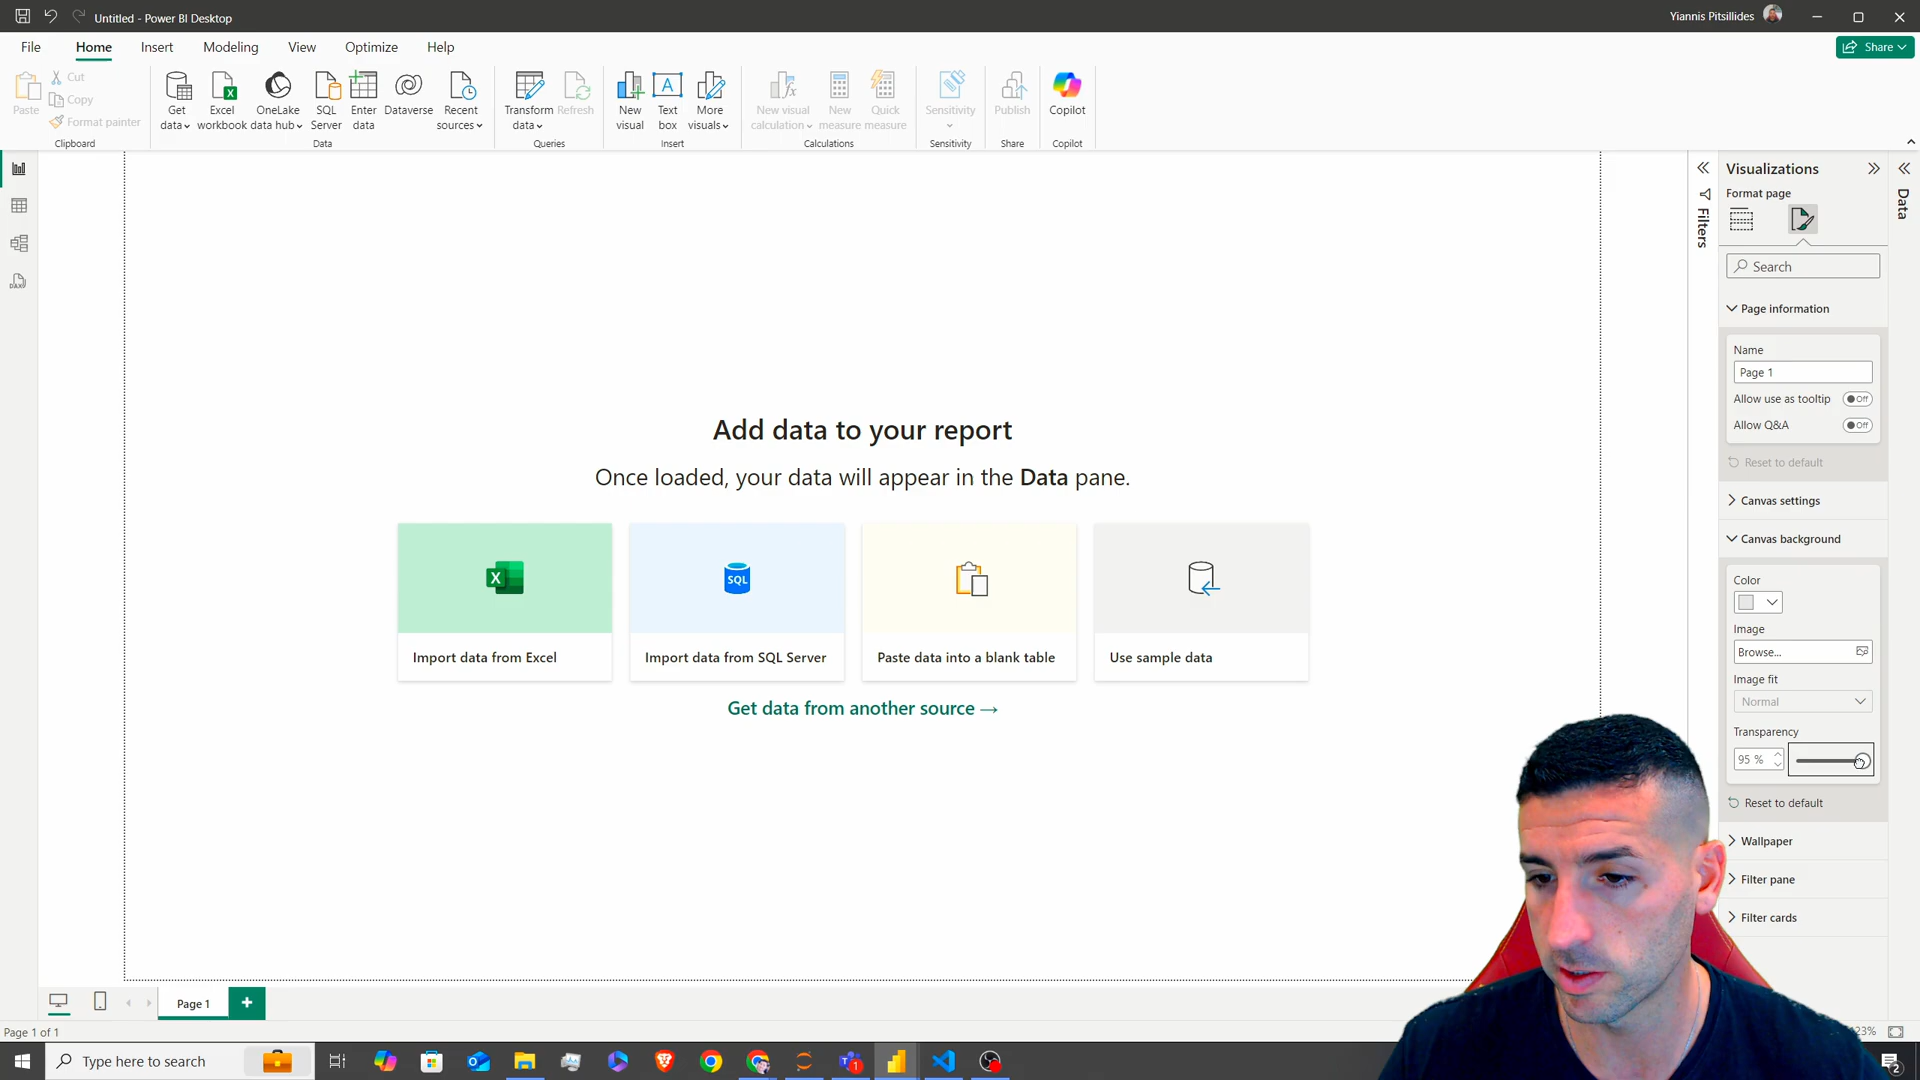 Untitled - Power BI Desktop
Yiannis Pitsillides
File
Home
Insert
Modeling
View
Optimize
Help
Share
Paste
Cut
Copy
Format painter
Clipboard
Get data
Excel workbook
OneLake data hub
SQL Server
Enter data
Dataverse
Recent sources
Data
Transform data
Refresh
Queries
New visual
Text box
More visuals
Insert
New visual calculation
New measure
Quick measure
Calculations
Sensitivity
Sensitivity
Publish
Share
Copilot
Copilot
Add data to your report
Once loaded, your data will appear in the Data pane.
SQL
Import data from Excel
Import data from SQL Server
Paste data into a blank table
Use sample data
Get data from another source →
Filters
Visualizations
Format page
Search
Page information
Name
Page 1
Allow use as tooltip
Off
Allow Q&A
Off
Reset to default
Canvas settings
Canvas background
Color
Image
Browse...
Image fit
Normal
Transparency
95 %
Reset to default
Wallpaper
Filter pane
Filter cards
Data
Page 1
Page 1 of 1
Type here to search